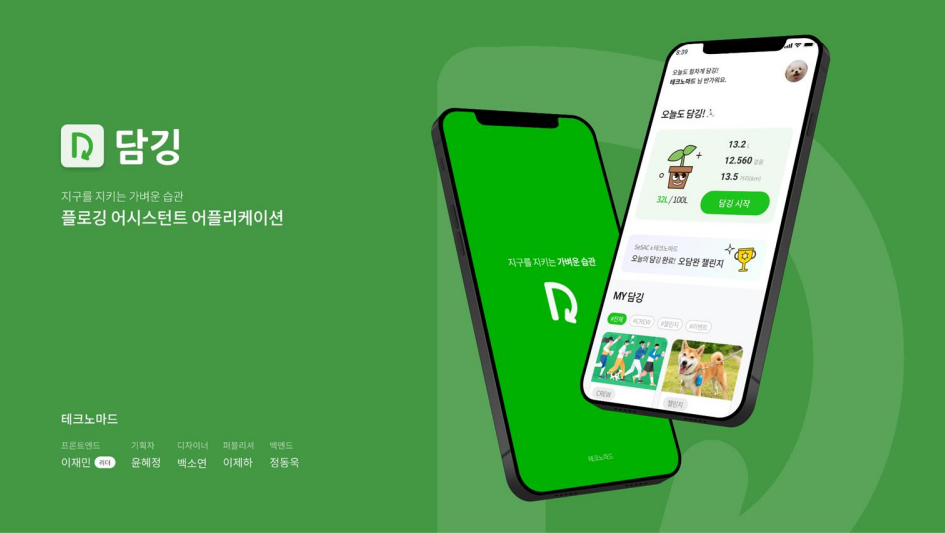 담깅
지구를 지키는 가벼운 습관
플로깅 어시스턴트 어플리케이션
테크노마드
프론트엔드 기획자 디자이너 퍼블리셔 백엔드
이재민 리더 윤혜정 백소연 이제하 정동욱
지구를 지키는 가벼운 습관
테크노마드
8:39
오늘도 힘차게 담깅!
테크노마드 님 반가워요.
오늘도 담깅!
13.2 L
12.560 걸음
13.5 거리(km)
32L / 100L
담깅 시작
SeSAC x 테크노마드
오늘의 담깅 완료! 오담완 챌린지
MY 담깅
#전체 #CREW #챌린지 #이벤트
CREW 챌린지